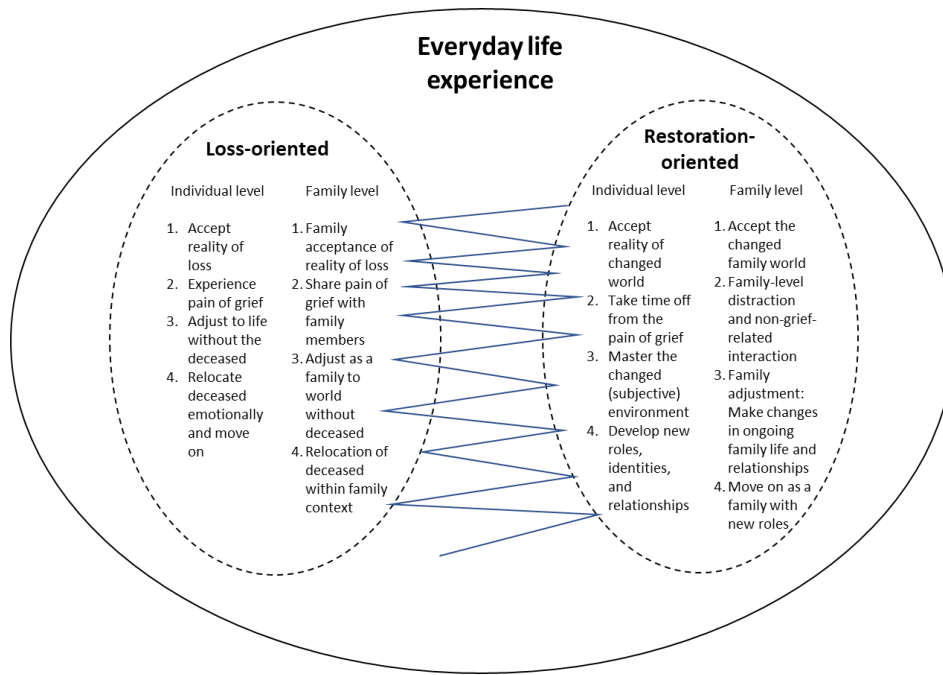 Everyday life
experience
Loss-oriented
Individual level
1. Accept
reality of
loss
2. Experience
pain of grief
3. Adjust to life
without the
deceased
4. Relocate
deceased
emotionally
and move
on
Family level
1. Family
acceptance of
reality of loss
2. Share pain of
grief with
family
members
3. Adjust as a
family to
world
without
deceased
4. Relocation of
deceased
within family
context
Restoration-
oriented
Individual level
1. Accept
reality of
changed
world
2. Take time off
from the
pain of grief
3. Master the
changed
(subjective)
environment
4. Develop new
roles,
identities,
and
relationships
Family level
1. Accept the
changed
family world
2. Family-level
distraction
and non-grief-
related
interaction
3. Family
adjustment:
Make changes
in ongoing
family life and
relationships
4. Move on as a
family with
new roles